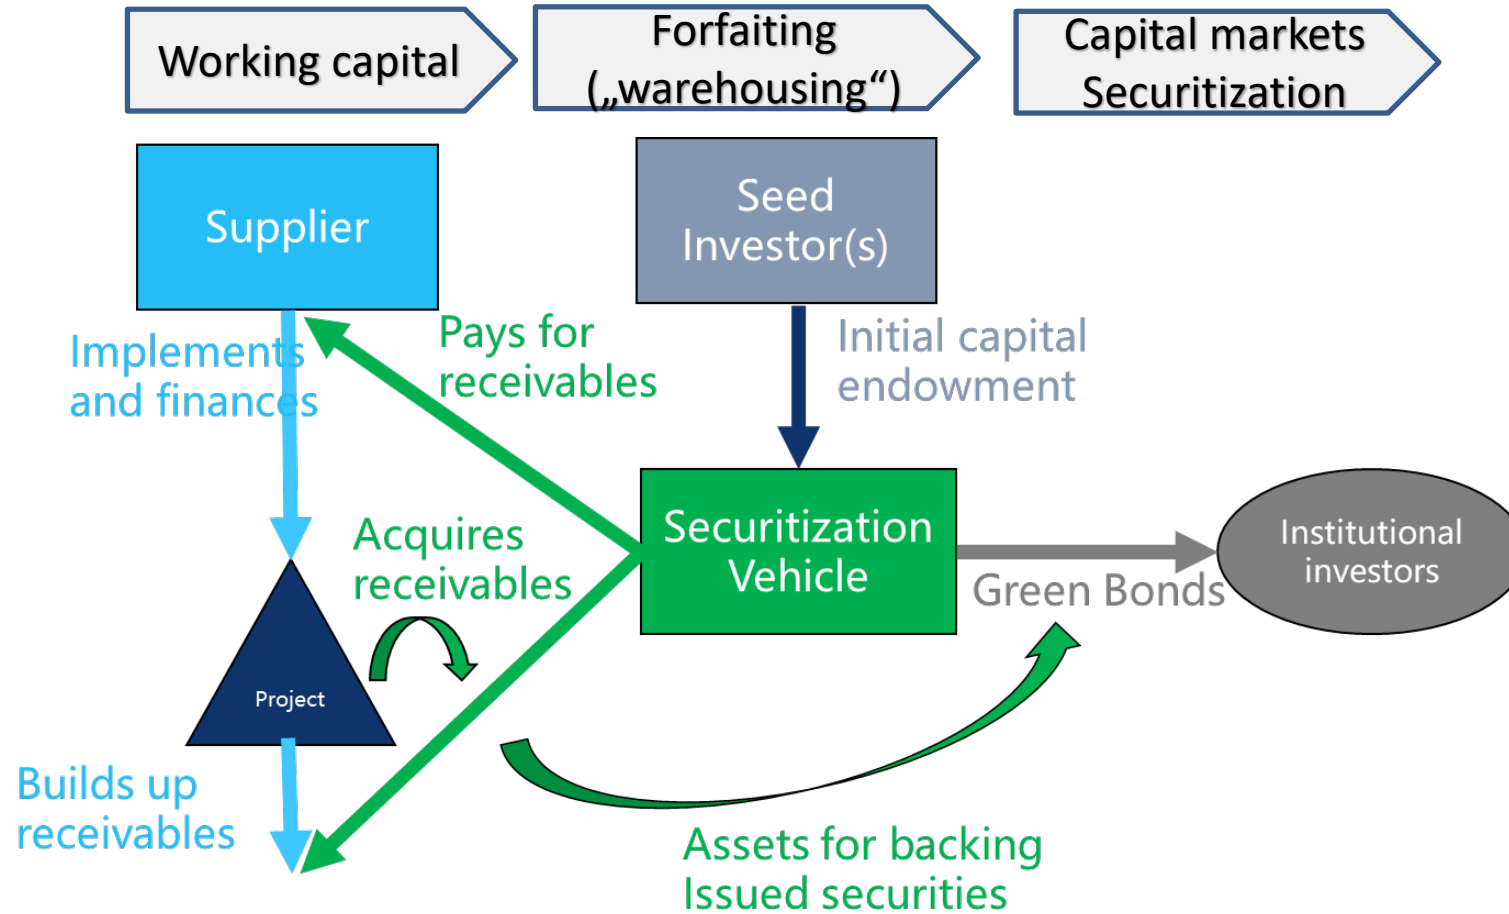 Working capital
Forfaiting
(„warehousing“)
Capital markets
Securitization
Supplier
Seed
Investor(s)
Implements
and finances
Pays for
receivables
Initial capital
endowment
Acquires
receivables
Securitization
Vehicle
Green Bonds
Institutional
investors
Project
Builds up
receivables
Assets for backing
Issued securities